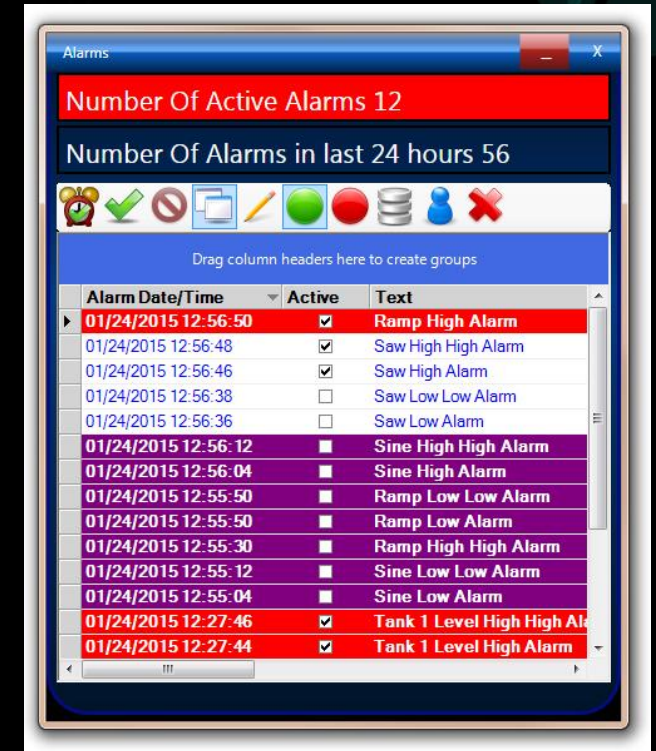 Alarms
Number Of Active Alarms 12
Number Of Alarms in last 24 hours 56
Drag column headers here to create groups
Alarm Date/Time Active Text
01/24/2015 12:56:50 Ramp High Alarm
01/24/2015 12:56:48 Saw High High Alarm
01/24/2015 12:56:46 Saw High Alarm
01/24/2015 12:56:38 Saw Low Low Alarm
01/24/2015 12:56:36 Saw Low Alarm
01/24/2015 12:56:12 Sine High High Alarm
01/24/2015 12:56:04 Sine High Alarm
01/24/2015 12:55:50 Ramp Low Low Alarm
01/24/2015 12:55:50 Ramp Low Alarm
01/24/2015 12:55:30 Ramp High High Alarm
01/24/2015 12:55:12 Sine Low Low Alarm
01/24/2015 12:55:04 Sine Low Alarm
01/24/2015 12:27:46 Tank 1 Level High High Ala
01/24/2015 12:27:44 Tank 1 Level High Alarm